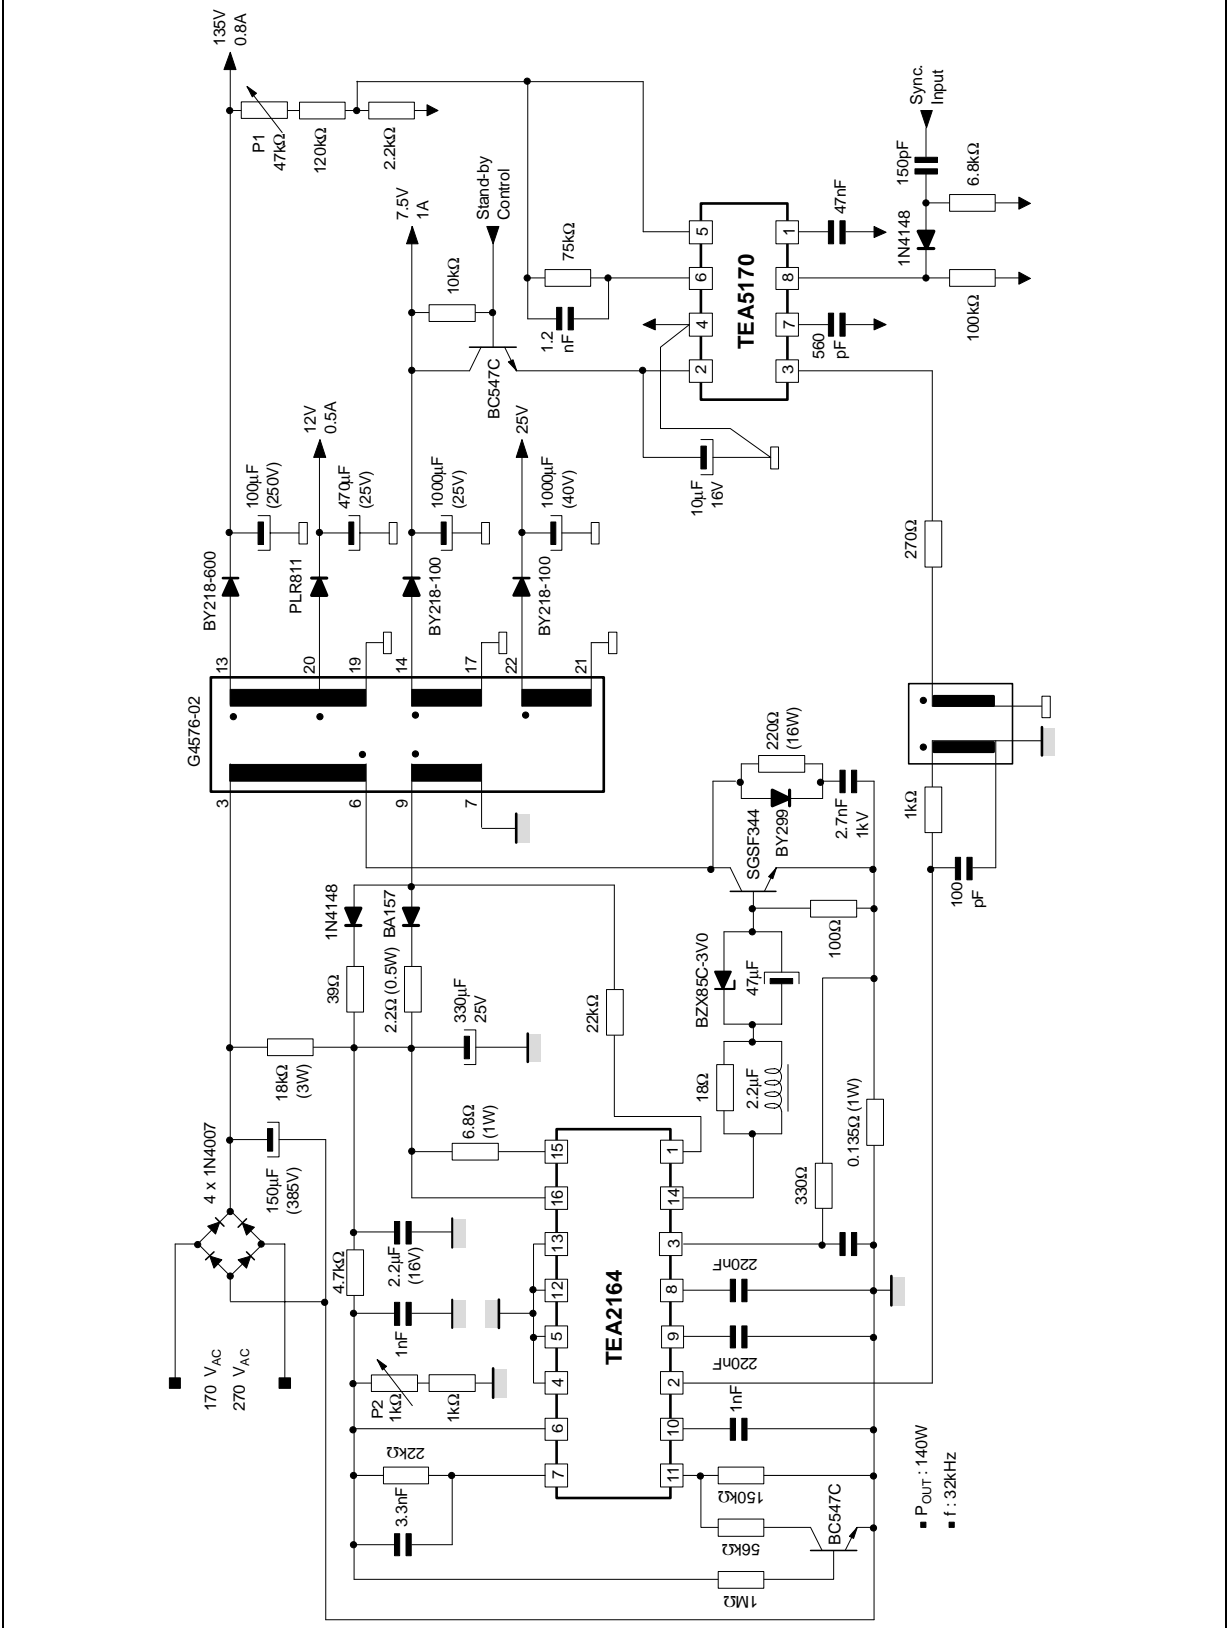 170 VAC
270 VAC
4 x 1N4007
150µF
(385V)
18kΩ
(3W)
39Ω
1N4148
2.2Ω (0.5W)
BA157
330µF
25V
4.7kΩ
2.2µF
(16V)
1nF
P2
1kΩ
1kΩ
22kΩ
3.3nF
6.8Ω
(1W)
22kΩ
7
6
4
5
12
13
16
15
TEA2164
11
10
2
9
8
3
14
1
1MΩ
56kΩ
150kΩ
BC547C
1nF
220nF
220nF
330Ω
0.135Ω (1W)
18Ω
2.2µF
BZX85C-3V0
47µF
100Ω
SGSF344
BY299
220Ω
(16W)
2.7nF
1kV
100
pF
1kΩ
270Ω
G4576-02
3
6
9
7
13
20
19
14
17
22
21
BY218-600
PLR811
BY218-100
BY218-100
100µF
(250V)
470µF
(25V)
1000µF
(25V)
1000µF
(40V)
135V
0.8A
12V
0.5A
7.5V
1A
25V
P1
47kΩ
120kΩ
2.2kΩ
10kΩ
Stand-by
Control
BC547C
10µF
16V
1.2
nF
75kΩ
2
4
6
5
TEA5170
3
7
8
1
560
pF
47nF
1N4148
150pF
Sync.
Input
100kΩ
6.8kΩ
■ POUT : 140W
■ f : 32kHz